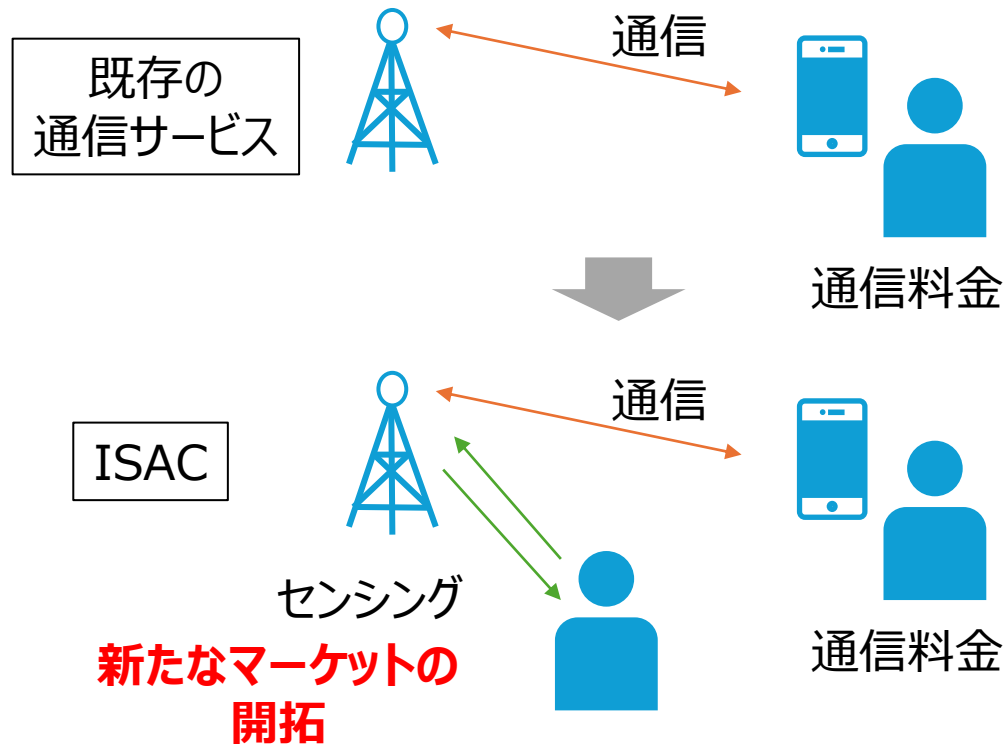 既存の
通信サービス
通信
通信料金
ISAC
通信
センシング
新たなマーケットの
開拓
通信料金